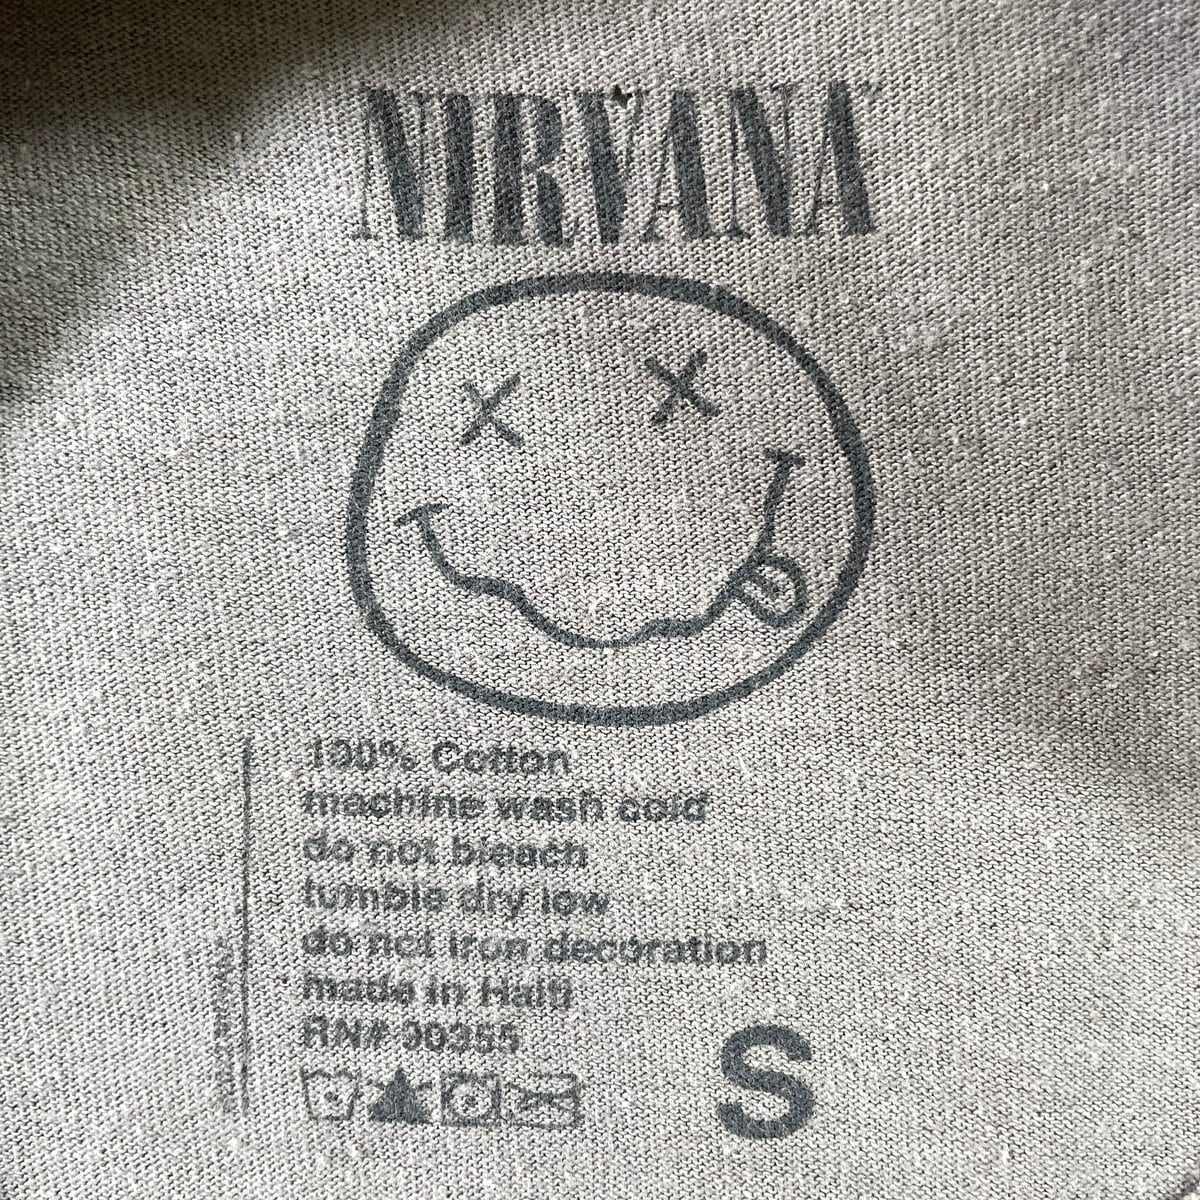 NIRVANA
100% Cotton
machine wash cold
do not bleach
tumble dry low
do not iron decoration
made in Haiti
RN# 90355
S